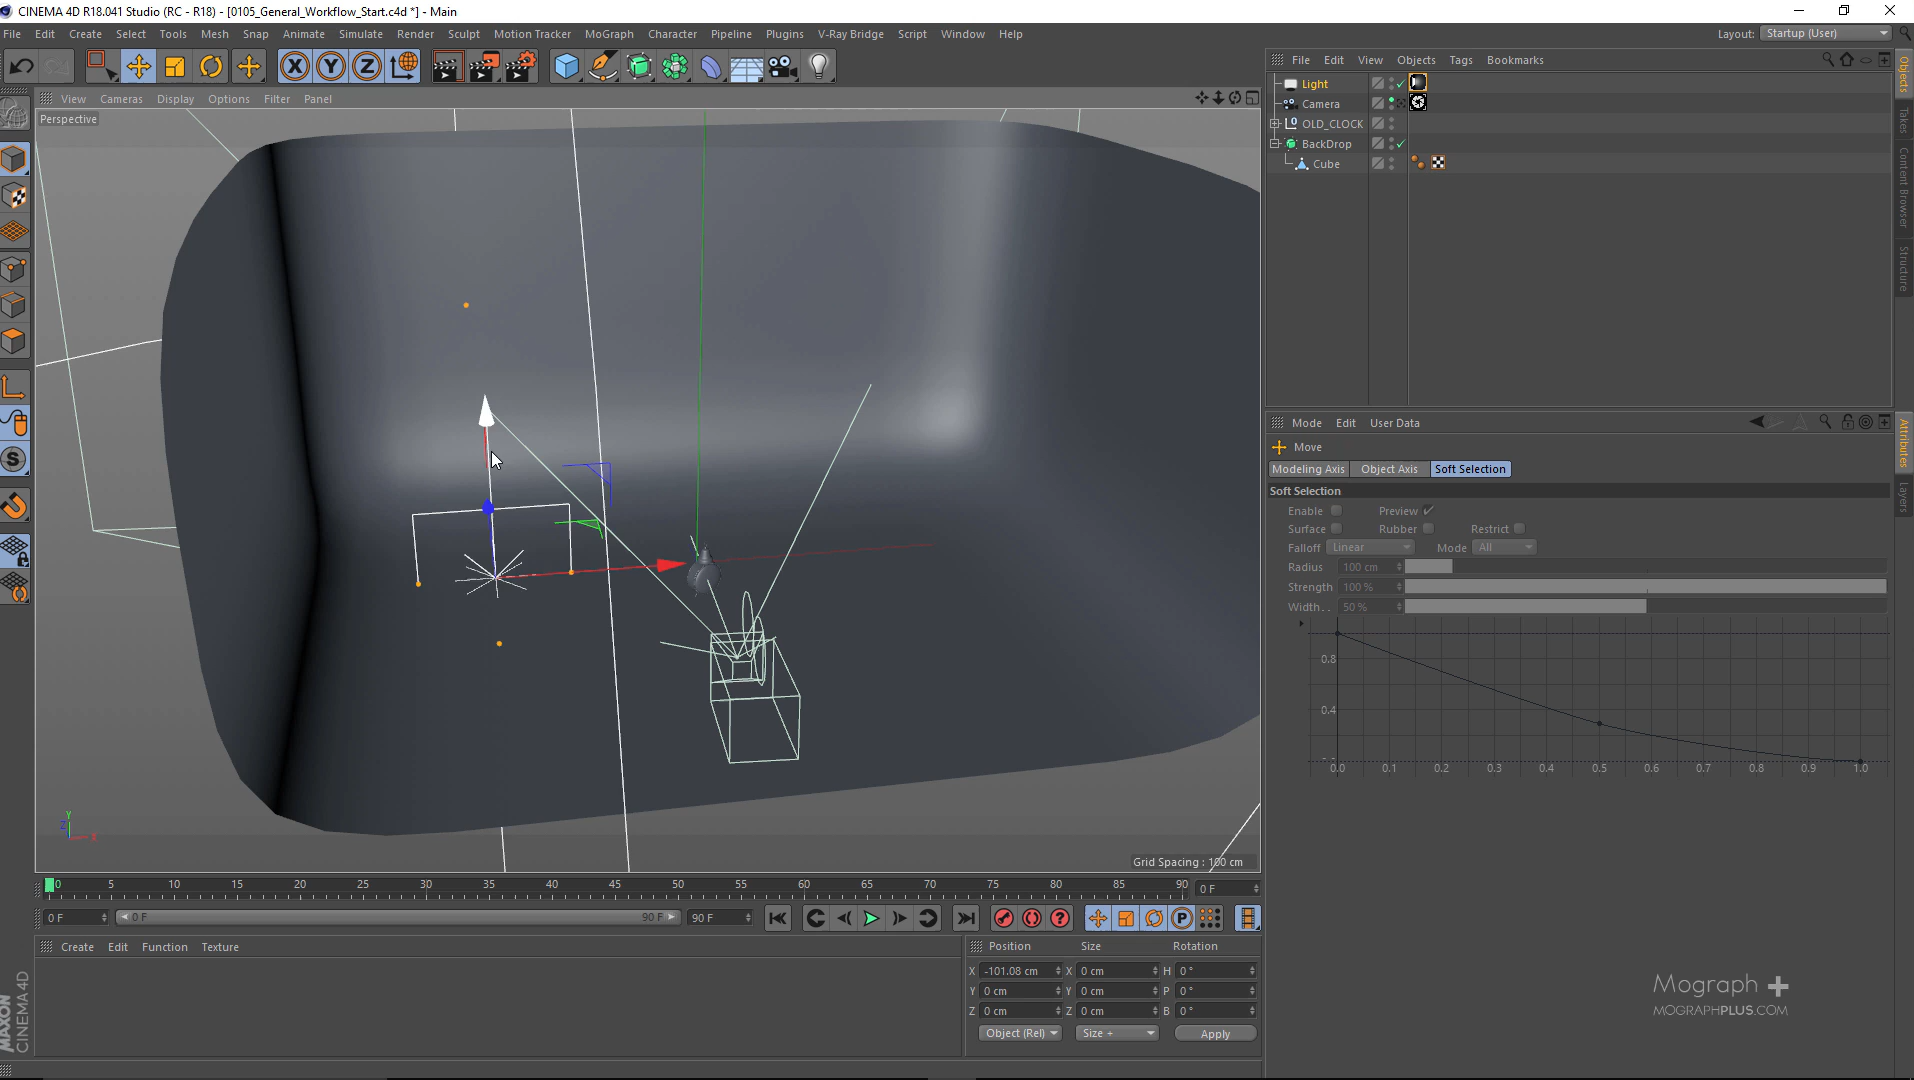 CINEMA 4D R18.041 Studio (RC - R18) - [0105_General_Workflow_Start.c4d *] - Main
File Edit Create Select Tools Mesh Snap Animate Simulate Render Sculpt Motion Tracker MoGraph Character Pipeline Plugins V-Ray Bridge Script Window Help
Layout: Startup (User)
X Y Z
File Edit View Objects Tags Bookmarks
View Cameras Display Options Filter Panel
Perspective
Light
Camera
OLD_CLOCK
BackDrop
Cube
Objects
Takes
Content Browser
Structure
Mode Edit User Data
Move
Modeling Axis Object Axis Soft Selection
Soft Selection
Enable Preview
Surface Rubber Restrict
Falloff Linear Mode All
Radius 100 cm
Strength 100 %
Width.. 50 %
0.8
0.4
0.0 0.1 0.2 0.3 0.4 0.5 0.6 0.7 0.8 0.9 1.0
Attributes
Layers
Y
Z X
Grid Spacing : 100 cm
0 5 10 15 20 25 30 35 40 45 50 55 60 65 70 75 80 85 90 0 F
0 F 0 F 90 F 90 F
Create Edit Function Texture
Position Size Rotation
X -101.08 cm X 0 cm H 0 °
Y 0 cm Y 0 cm P 0 °
Z 0 cm Z 0 cm B 0 °
Object (Rel) Size + Apply
MAXON
CINEMA 4D
Mograph +
MOGRAPHPLUS.COM